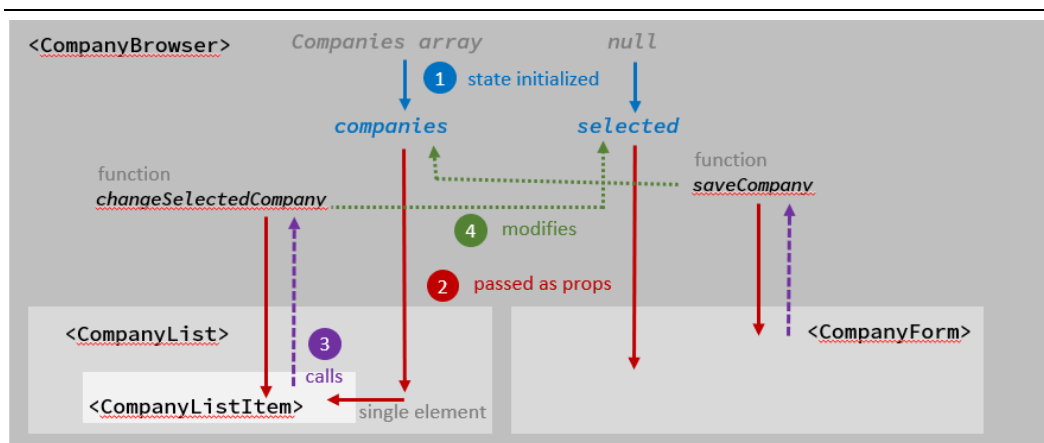 <CompanyBrowser>
Companies array
null
1 state initialized
companies
selected
function
changeSelectedCompany
function
saveCompany
4 modifies
2 passed as props
<CompanyList>
3
calls
<CompanyListItem>
single element
<CompanyForm>